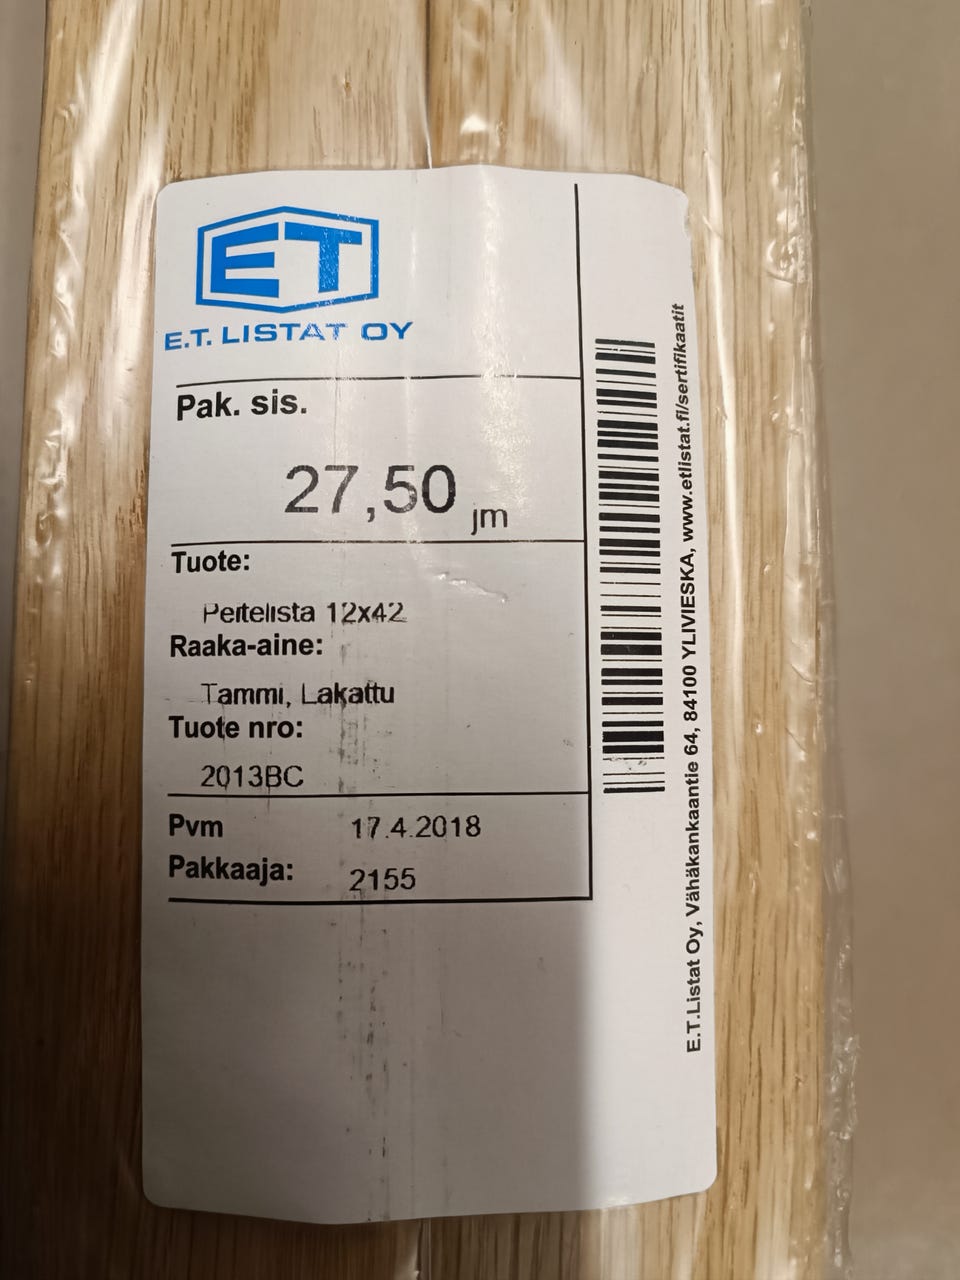 ET
E.T. LISTAT OY
Pak. sis.
27,50 jm
Tuote:
Peitelista 12x42
Raaka-aine:
Tammi, Lakattu
Tuote nro:
2013BC
Pvm 17.4.2018
Pakkaaja: 2155
E.T.Listat Oy, Vähäkankaantie 64, 84100 YLIVIESKA, www.etlistat.fi/sertifikaatit